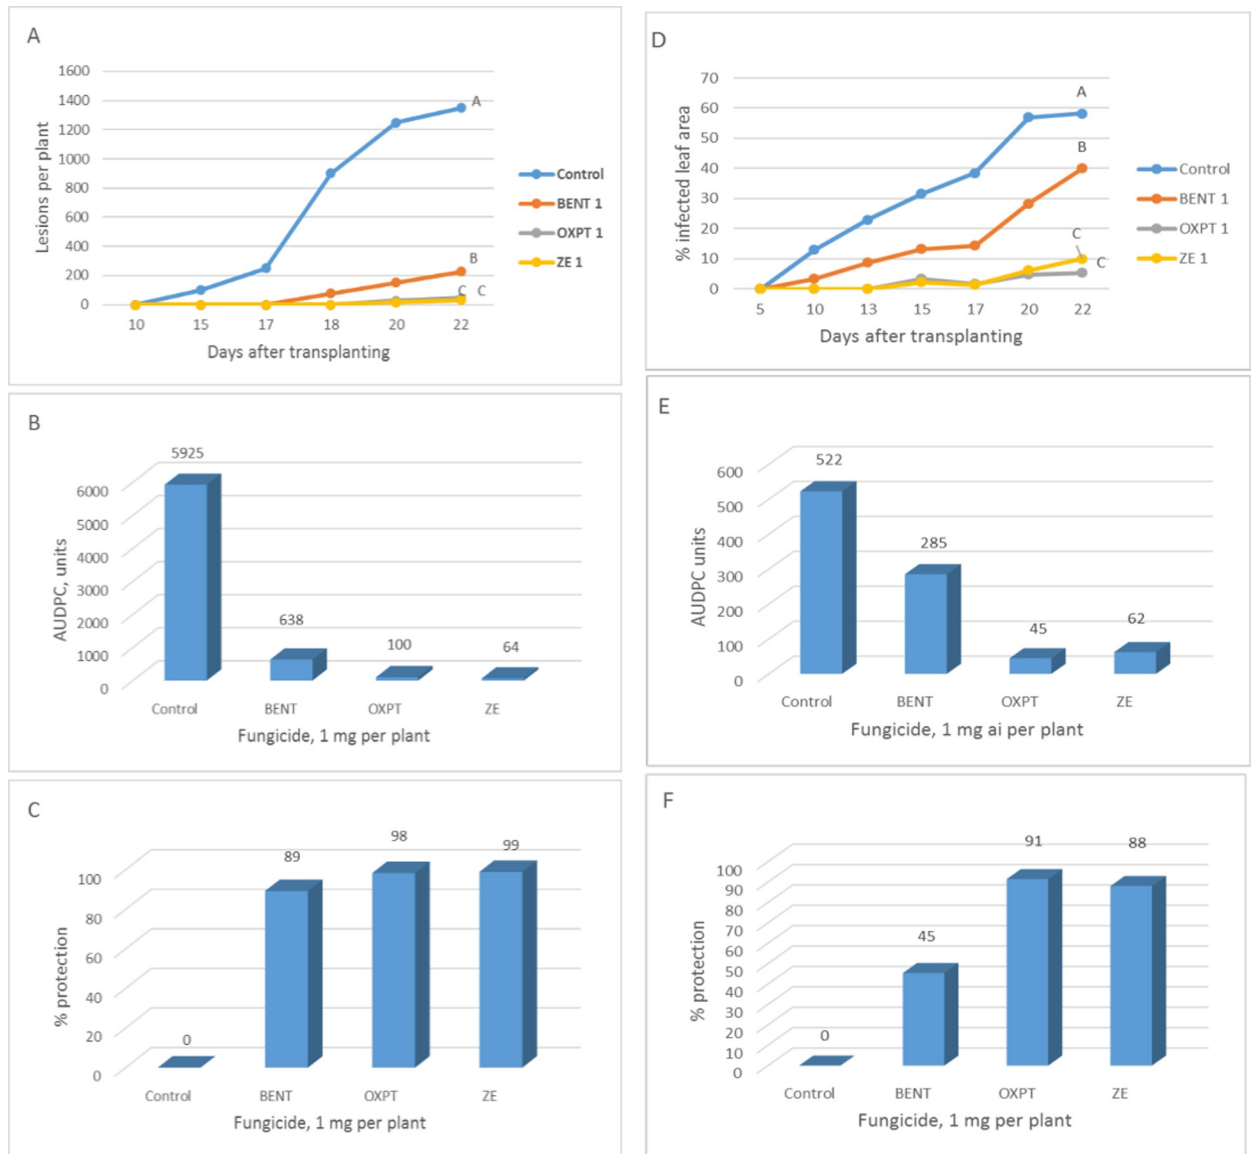 A
1600
1400
1200
1000
800
600
400
200
0
Lesions per plant
A
B
C C
10 15 17 18 20 22
Days after transplanting
Control
BENT 1
OXPT 1
ZE 1
D
70
60
50
40
30
20
10
0
% infected leaf area
A
B
C
C
5 10 13 15 17 20 22
Days after transplanting
Control
BENT 1
OXPT 1
ZE 1
B
6000
5000
4000
3000
2000
1000
0
AUDPC, units
5925
638
100
64
Control BENT OXPT ZE
Fungicide, 1 mg per plant
E
600
500
400
300
200
100
0
AUDPC units
522
285
45
62
Control BENT OXPT ZE
Fungicide, 1 mg ai per plant
C
100
80
60
40
20
0
% protection
0
89
98
99
Control BENT OXPT ZE
Fungicide, 1 mg per plant
F
100
90
80
70
60
50
40
30
20
10
0
% protection
0
45
91
88
Control BENT OXPT ZE
Fungicide, 1 mg per plant